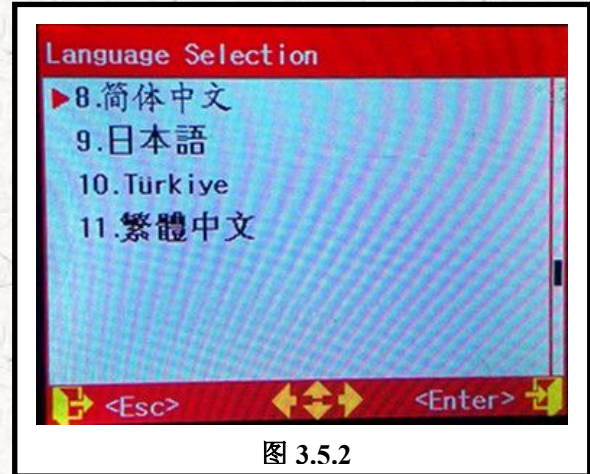 Language Selection
▶8.简体中文
9.日本語
10.Türkiye
11.繁體中文
<Esc> <Enter>
图 3.5.2